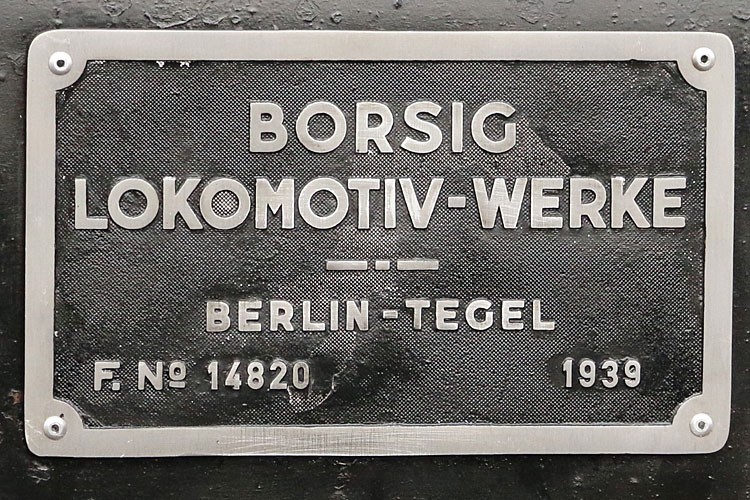 BORSIG
LOKOMOTIV-WERKE
BERLIN-TEGEL
F. Nº 14820 1939